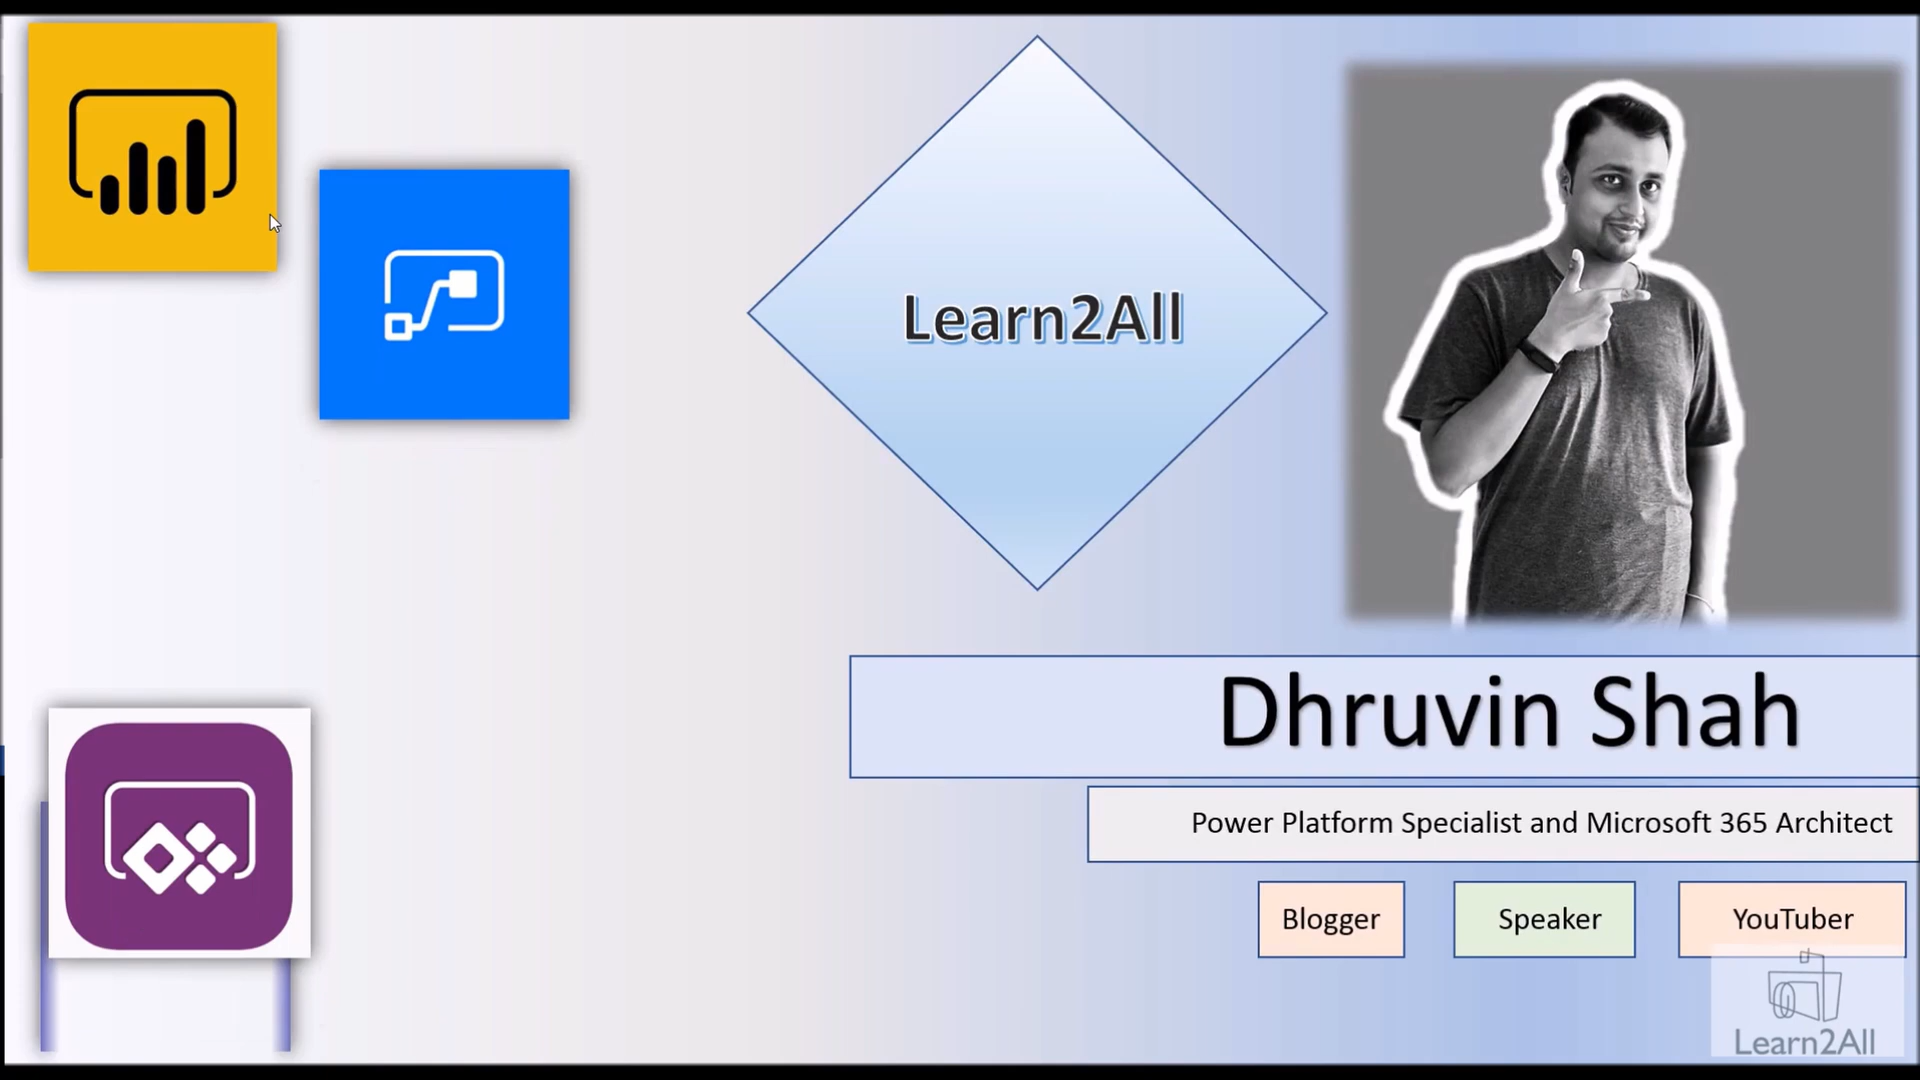 Learn2All
Dhruvin Shah
Power Platform Specialist and Microsoft 365 Architect
Blogger
Speaker
YouTuber
Learn2All